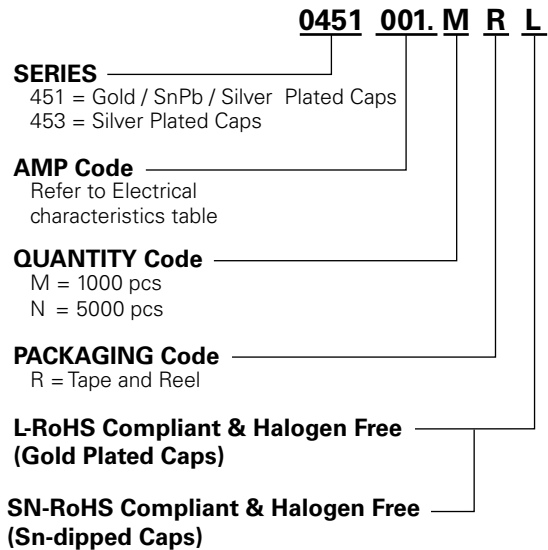 0451 001. M R L
SERIES
451 = Gold / SnPb / Silver Plated Caps
453 = Silver Plated Caps
AMP Code
Refer to Electrical
characteristics table
QUANTITY Code
M = 1000 pcs
N = 5000 pcs
PACKAGING Code
R = Tape and Reel
L-RoHS Compliant & Halogen Free
(Gold Plated Caps)
SN-RoHS Compliant & Halogen Free
(Sn-dipped Caps)